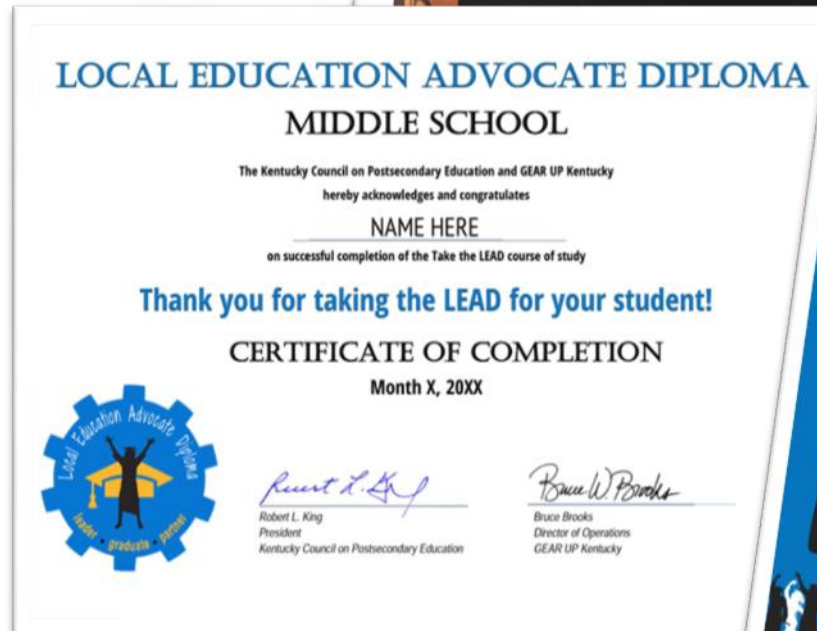 LOCAL EDUCATION ADVOCATE DIPLOMA
MIDDLE SCHOOL
The Kentucky Council on Postsecondary Education and GEAR UP Kentucky
hereby acknowledges and congratulates
NAME HERE
on successful completion of the Take the LEAD course of study
Thank you for taking the LEAD for your student!
CERTIFICATE OF COMPLETION
Month X, 20XX
Local Education Advocate Diploma
leader • graduate • partner
Robert L. King
President
Kentucky Council on Postsecondary Education
Bruce W. Brooks
Bruce Brooks
Director of Operations
GEAR UP Kentucky